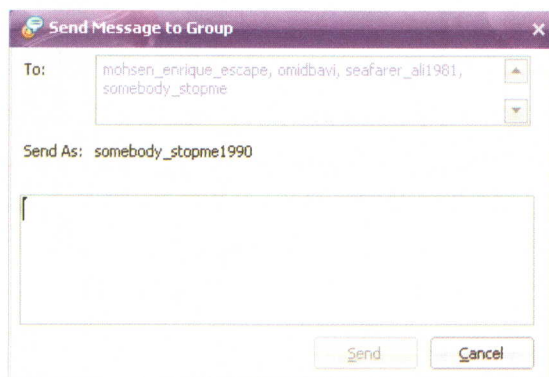 Send Message to Group
To: mohsen_enrique_escape, omidbavi, seafarer_ali1981,
somebody_stopme
Send As: somebody_stopme1990
Send Cancel